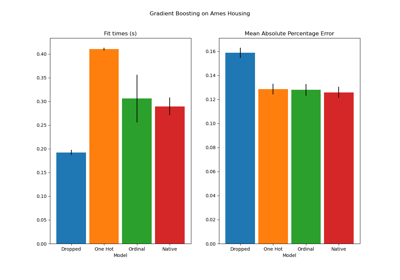 Gradient Boosting on Ames Housing
Fit times (s)
0.40
0.35
0.30
0.25
0.20
0.15
0.10
0.05
0.00
Dropped One Hot Ordinal Native
Model
Mean Absolute Percentage Error
0.16
0.14
0.12
0.10
0.08
0.06
0.04
0.02
0.00
Dropped One Hot Ordinal Native
Model